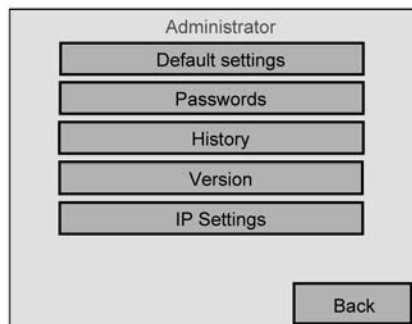 Administrator
Default settings
Passwords
History
Version
IP Settings
Back